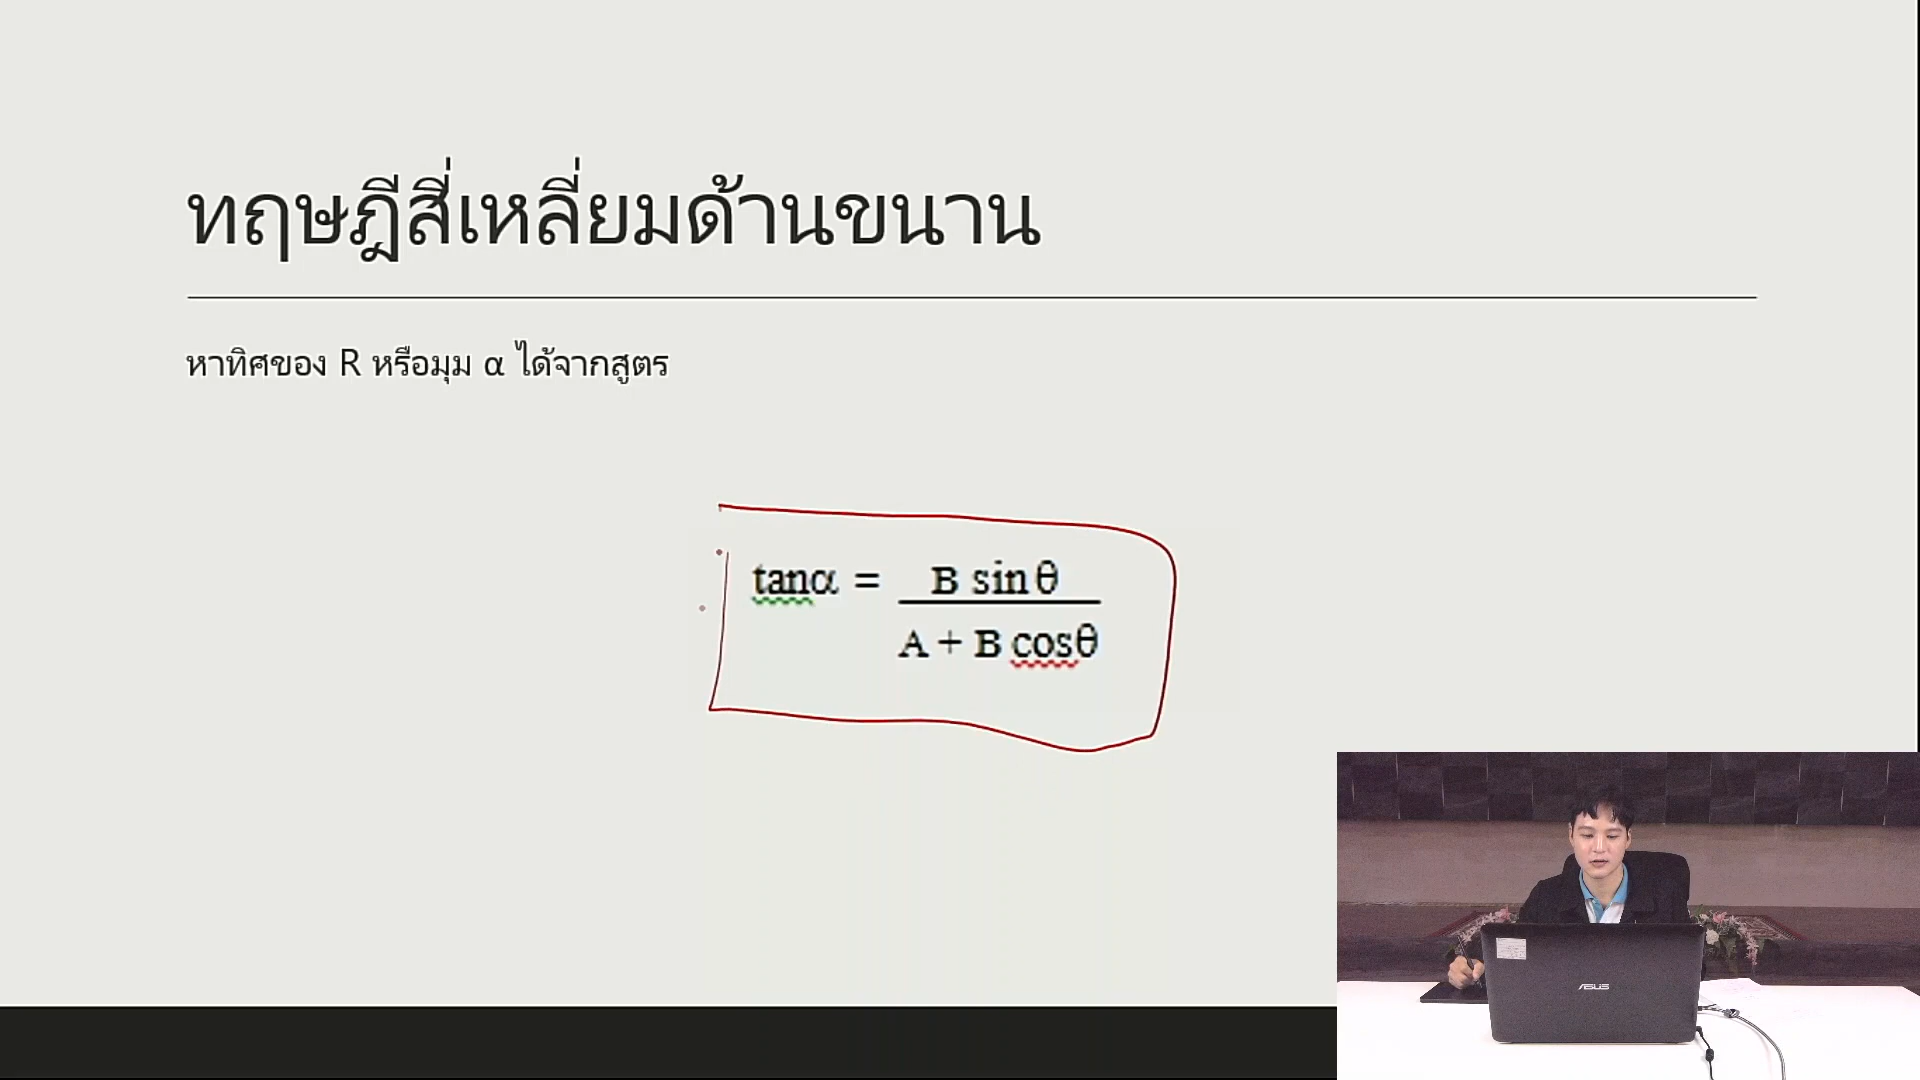 ทฤษฎีสี่เหลี่ยมด้านขนาน
หาทิศของ R หรือมุม α ได้จากสูตร
tanα = B sin θ
A + B cosθ
ASUS